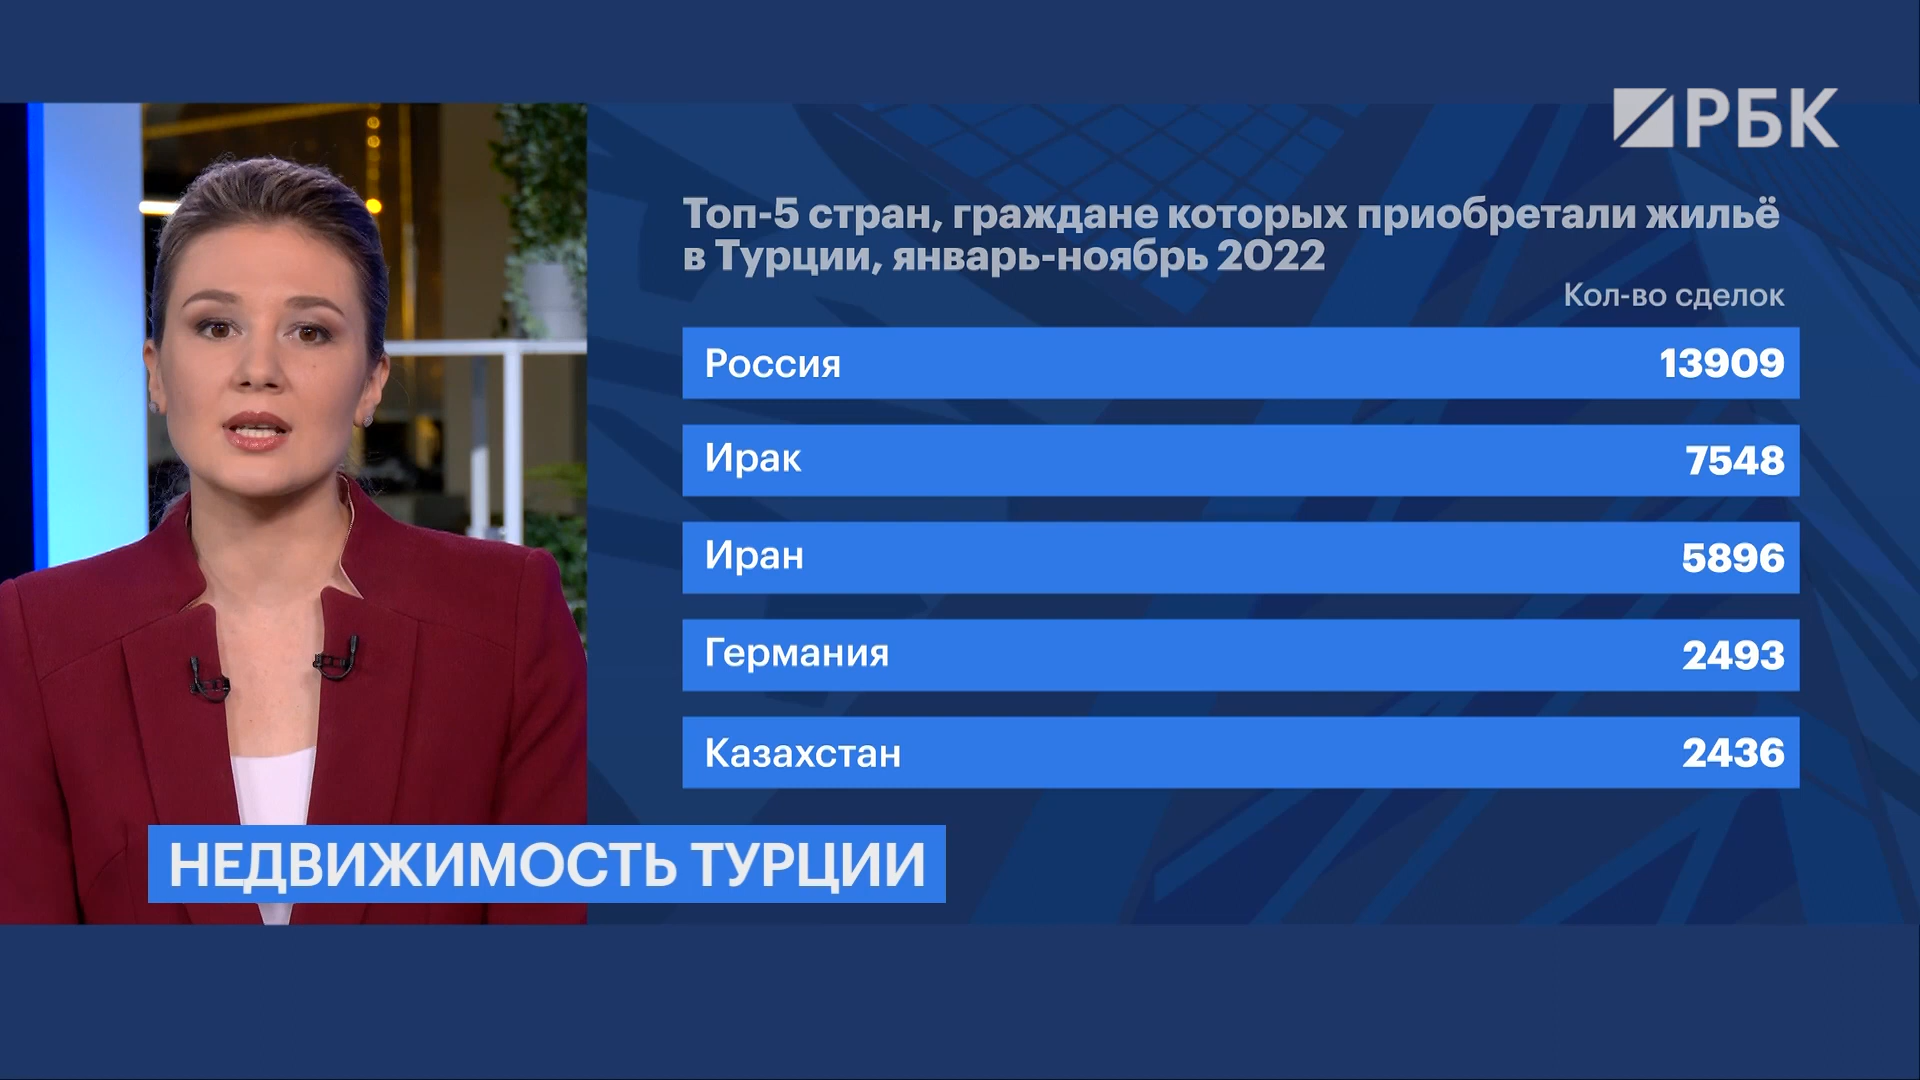 РБК
Топ-5 стран, граждане которых приобретали жильё
в Турции, январь-ноябрь 2022
Кол-во сделок
Россия 13909
Ирак 7548
Иран 5896
Германия 2493
Казахстан 2436
НЕДВИЖИМОСТЬ ТУРЦИИ